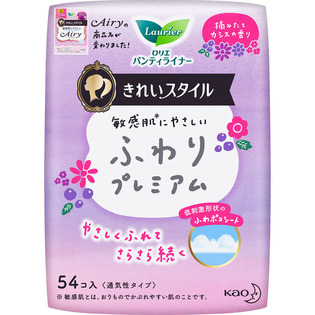 Airyの
商品名が
変わりました!
Airy
Laurier
ロリエ
パンティライナー
摘みたて
カシスの香り
きれいスタイル
敏感肌※にやさしい
ふわり
プレミアム
やさしくふれて
さらさら続く
低刺激形状の
ふわポコシート
54コ入〈通気性タイプ〉
※敏感肌とは、おりものでかぶれやすい肌のことです。
KAO